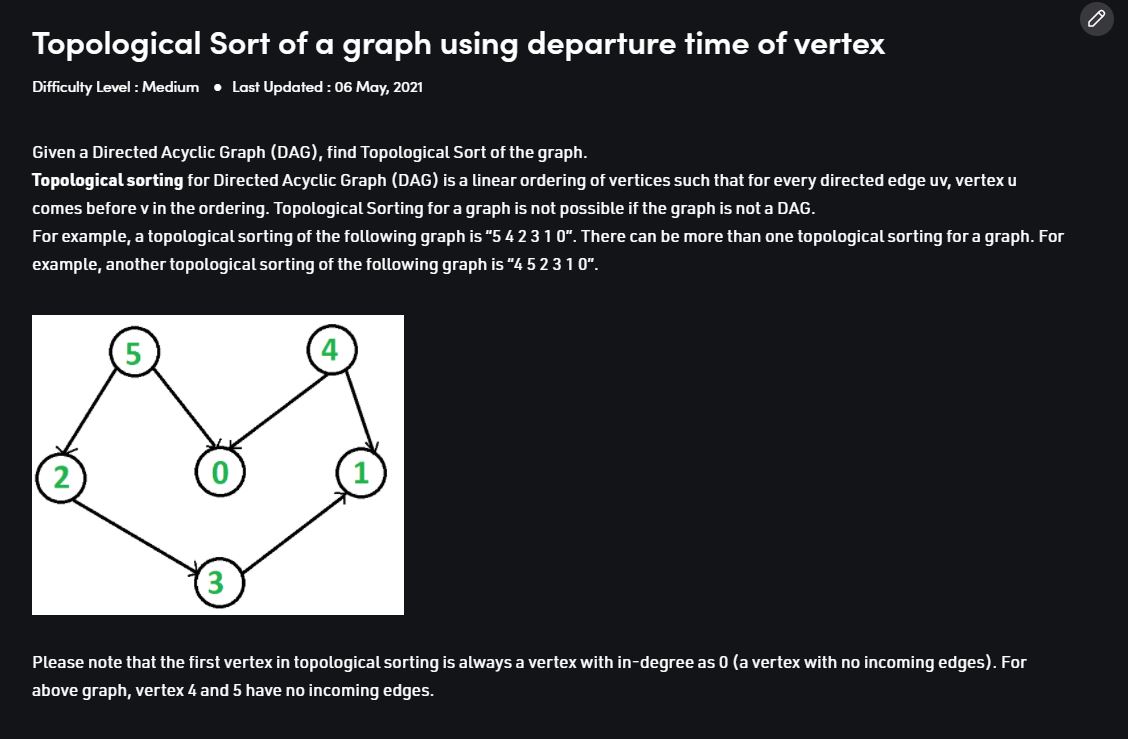 Topological Sort of a graph using departure time of vertex
Difficulty Level : Medium ● Last Updated : 06 May, 2021
Given a Directed Acyclic Graph (DAG), find Topological Sort of the graph.
Topological sorting for Directed Acyclic Graph (DAG) is a linear ordering of vertices such that for every directed edge uv, vertex u
comes before v in the ordering. Topological Sorting for a graph is not possible if the graph is not a DAG.
For example, a topological sorting of the following graph is “5 4 2 3 1 0”. There can be more than one topological sorting for a graph. For
example, another topological sorting of the following graph is “4 5 2 3 1 0”.
5
4
2
0
1
3
Please note that the first vertex in topological sorting is always a vertex with in-degree as 0 (a vertex with no incoming edges). For
above graph, vertex 4 and 5 have no incoming edges.